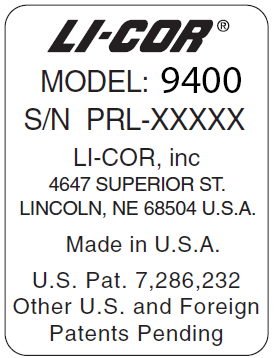 LI-COR®
MODEL: 9400
S/N PRL-XXXXX
LI-COR, inc
4647 SUPERIOR ST.
LINCOLN, NE 68504 U.S.A.
Made in U.S.A.
U.S. Pat. 7,286,232
Other U.S. and Foreign
Patents Pending